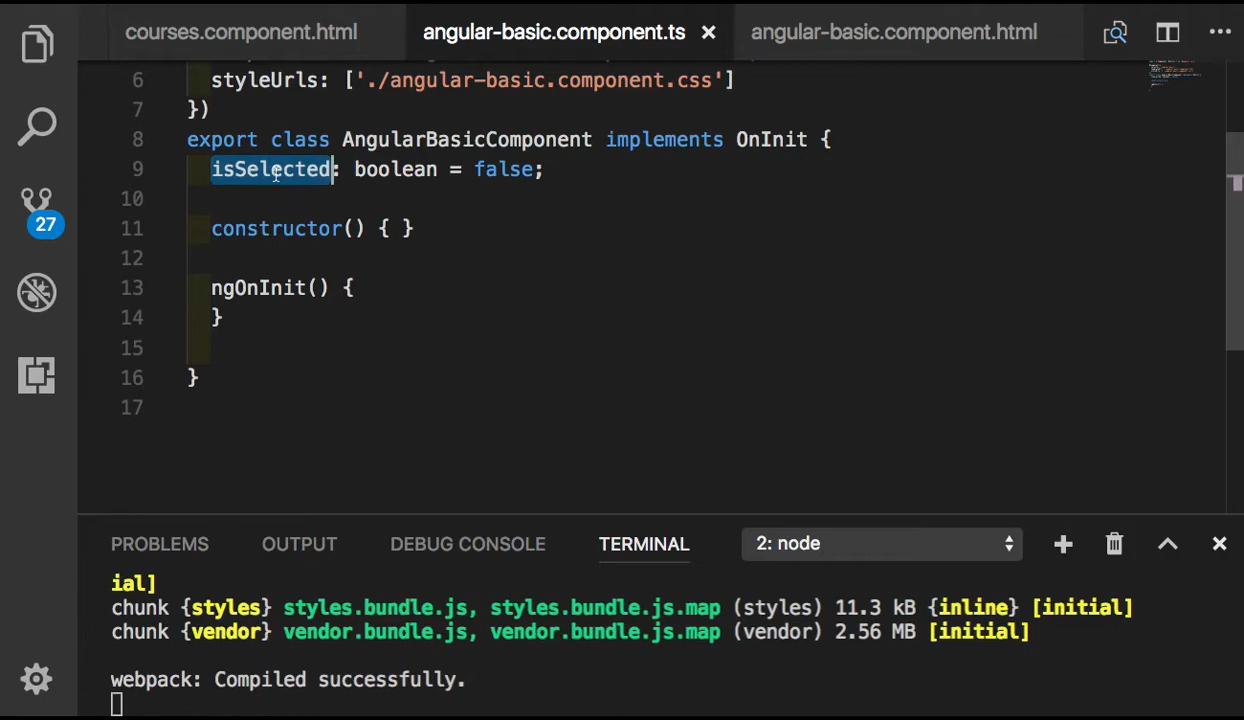 courses.component.html angular-basic.component.ts angular-basic.component.html
6 styleUrls: ['./angular-basic.component.css']
7 })
8 export class AngularBasicComponent implements OnInit {
9 isSelected: boolean = false;
10
11 constructor() { }
12
13 ngOnInit() {
14 }
15
16 }
17
27
PROBLEMS OUTPUT DEBUG CONSOLE TERMINAL 2: node
ial]
chunk {styles} styles.bundle.js, styles.bundle.js.map (styles) 11.3 kB {inline} [initial]
chunk {vendor} vendor.bundle.js, vendor.bundle.js.map (vendor) 2.56 MB [initial]
webpack: Compiled successfully.